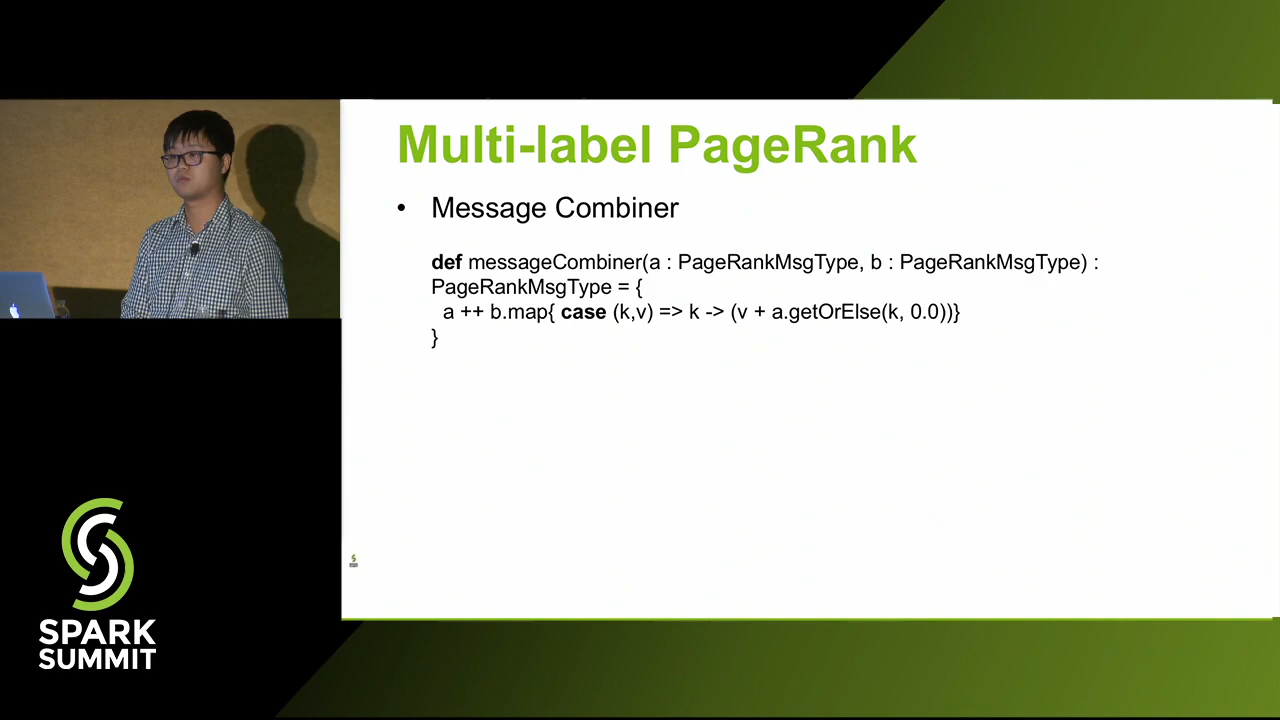 Multi-label PageRank
• Message Combiner
def messageCombiner(a : PageRankMsgType, b : PageRankMsgType) :
PageRankMsgType = {
a ++ b.map{ case (k,v) => k -> (v + a.getOrElse(k, 0.0))}
}
SPARK
SUMMIT